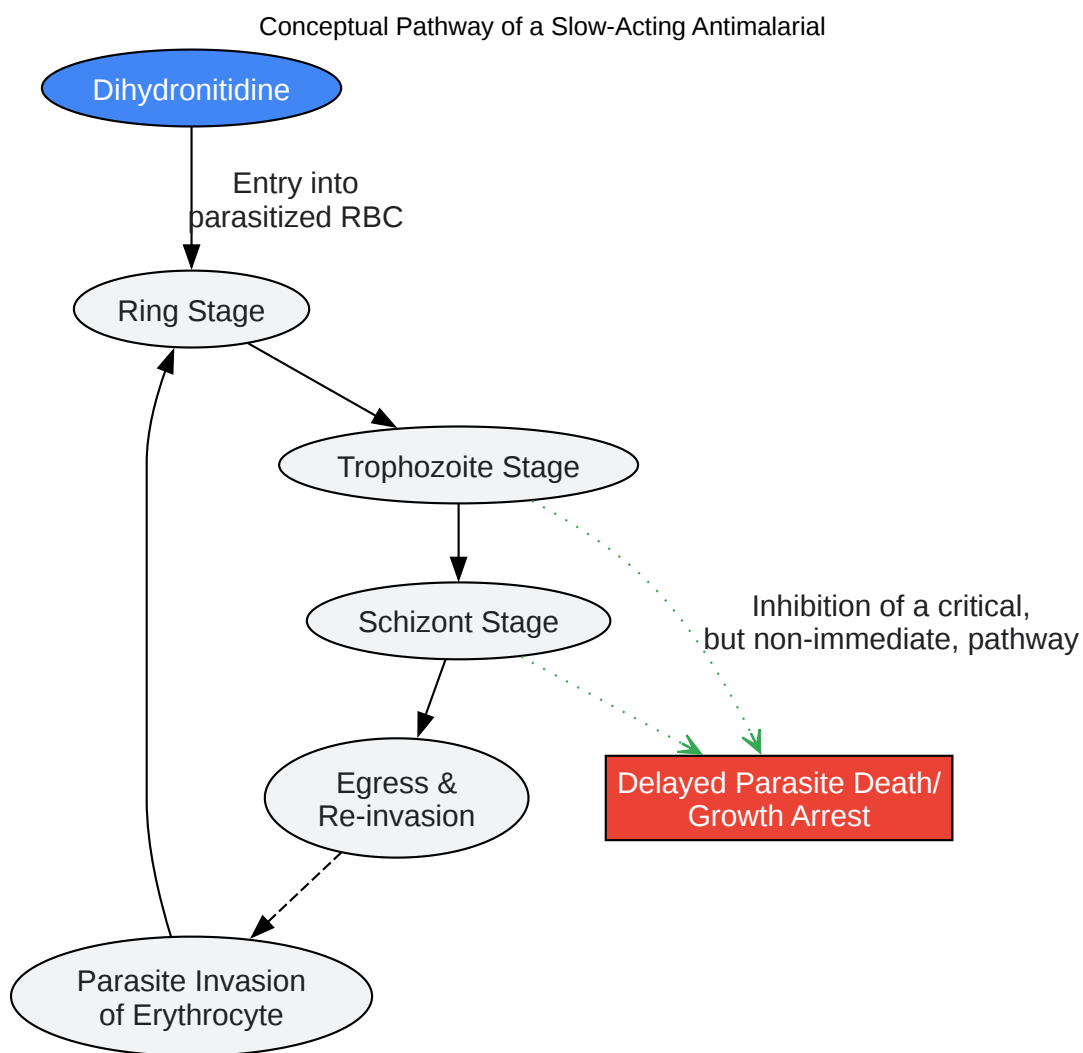 Conceptual Pathway of a Slow-Acting Antimalarial
Dihydronitidine
Entry into
parasitized RBC
Ring Stage
Trophozoite Stage
Schizont Stage
Inhibition of a critical,
but non-immediate, pathway
Egress &
Re-invasion
Delayed Parasite Death/
Growth Arrest
Parasite Invasion
of Erythrocyte